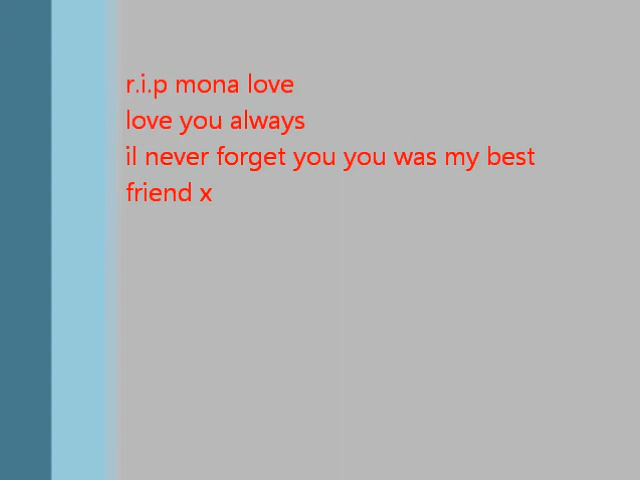 r.i.p mona love
love you always
il never forget you you was my best
friend x